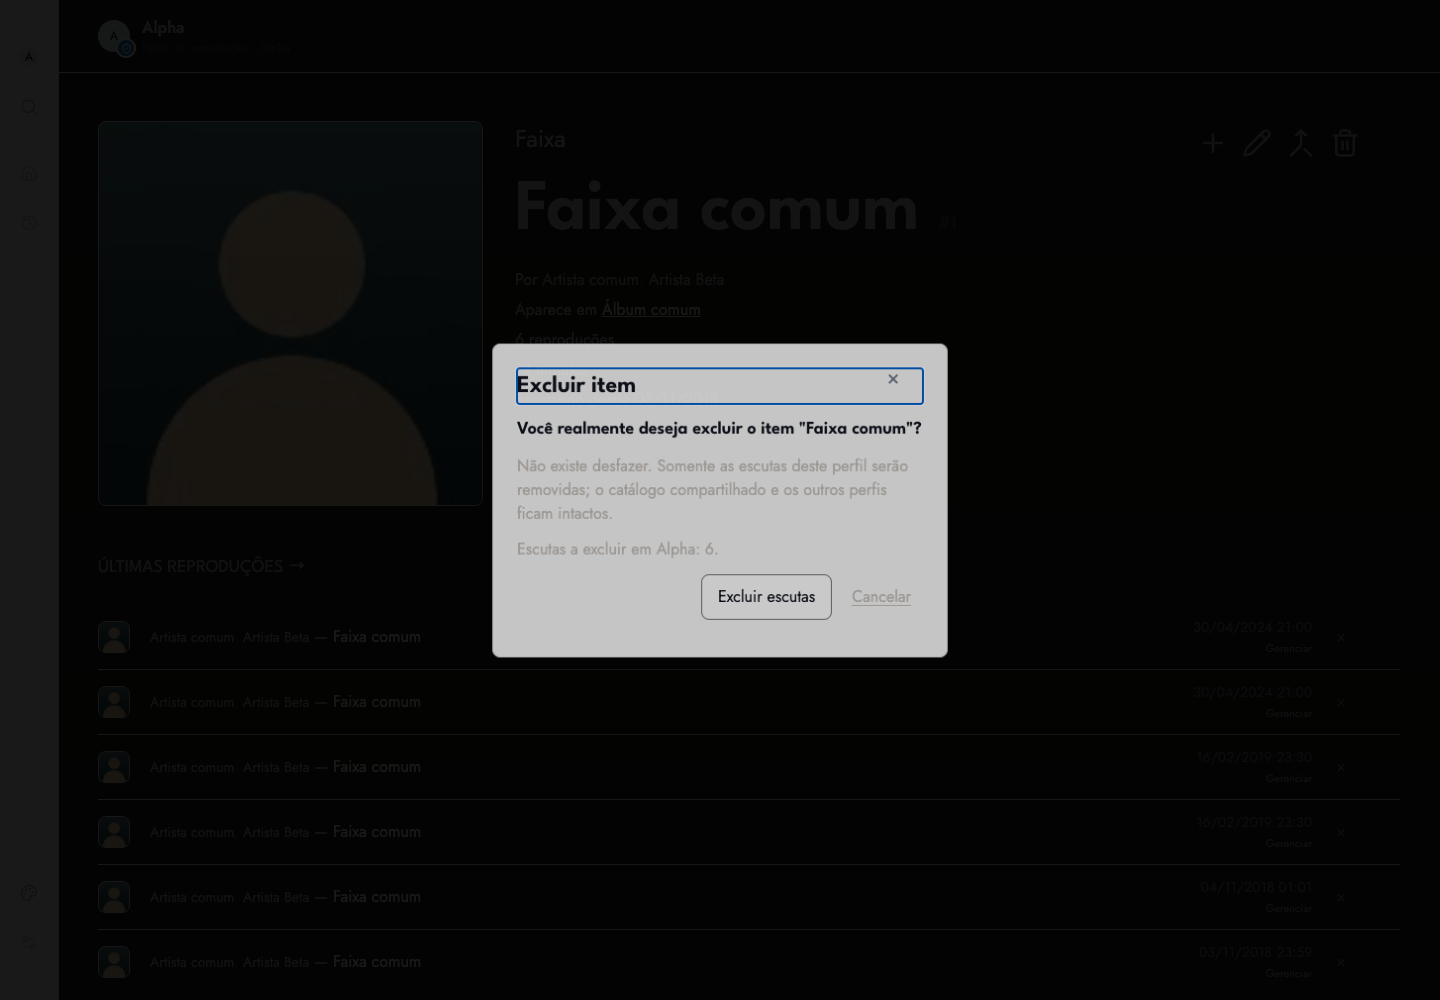 A
A
Alpha
Faixa
Faixa comum #1
Por Artista comum Artista Beta
Aparece em Álbum comum
6 reproduções
Excluir item ×
Você realmente deseja excluir o item "Faixa comum"?
Não existe desfazer. Somente as escutas deste perfil serão
removidas; o catálogo compartilhado e os outros perfis
ficam intactos.
Escutas a excluir em Alpha: 6.
Excluir escutas Cancelar
ÚLTIMAS REPRODUÇÕES →
Artista comum Artista Beta — Faixa comum 30/04/2024 21:00 ×
Gerenciar
Artista comum Artista Beta — Faixa comum 30/04/2024 21:00 ×
Gerenciar
Artista comum Artista Beta — Faixa comum 16/02/2019 23:30 ×
Gerenciar
Artista comum Artista Beta — Faixa comum 16/02/2019 23:30 ×
Gerenciar
Artista comum Artista Beta — Faixa comum 04/11/2018 01:01 ×
Gerenciar
Artista comum Artista Beta — Faixa comum 03/11/2018 23:59 ×
Gerenciar